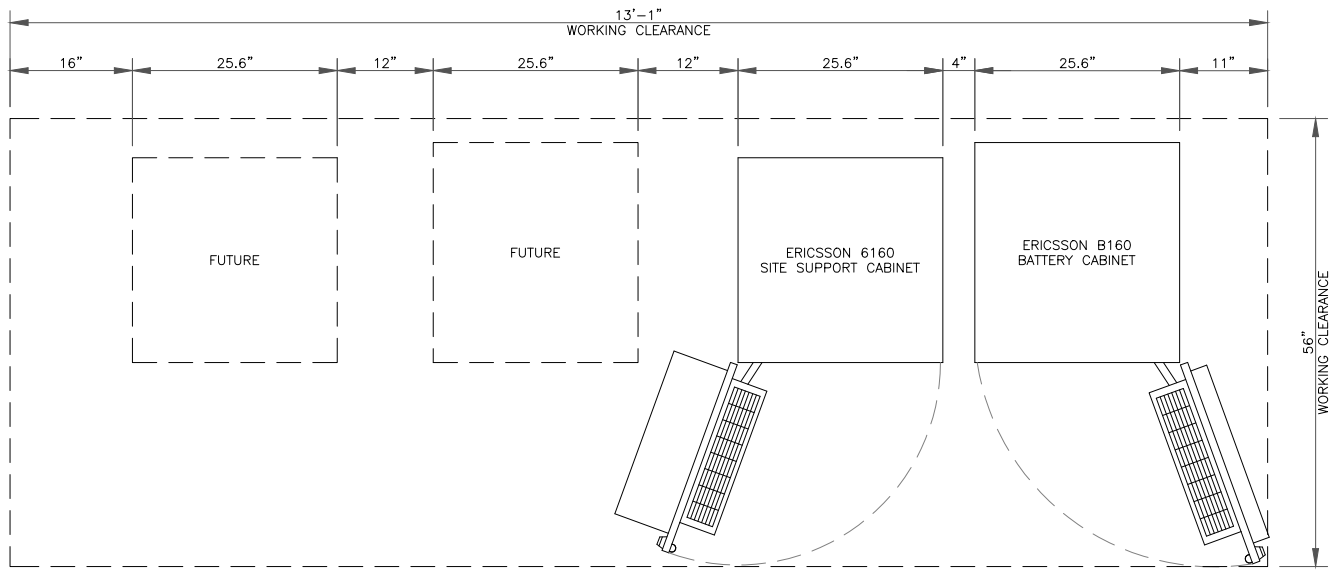 13'-1"
WORKING CLEARANCE
16" 25.6" 12" 25.6" 12" 25.6" 4" 25.6" 11"
FUTURE
FUTURE
ERICSSON 6160
SITE SUPPORT CABINET
ERICSSON B160
BATTERY CABINET
56"
WORKING CLEARANCE